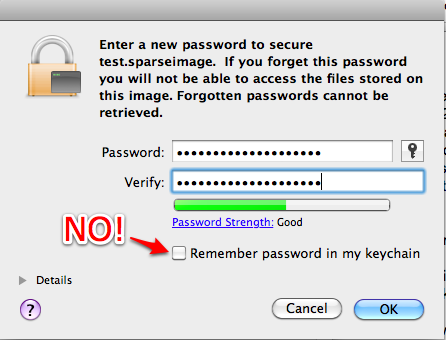 Enter a new password to secure
test.sparseimage.  If you forget this password
you will not be able to access the files stored on
this image. Forgotten passwords cannot be
retrieved.
Password: ••••••••••••••••••••
Verify: ••••••••••••••••••••
Password Strength: Good
NO!
Remember password in my keychain
Details
?
Cancel
OK